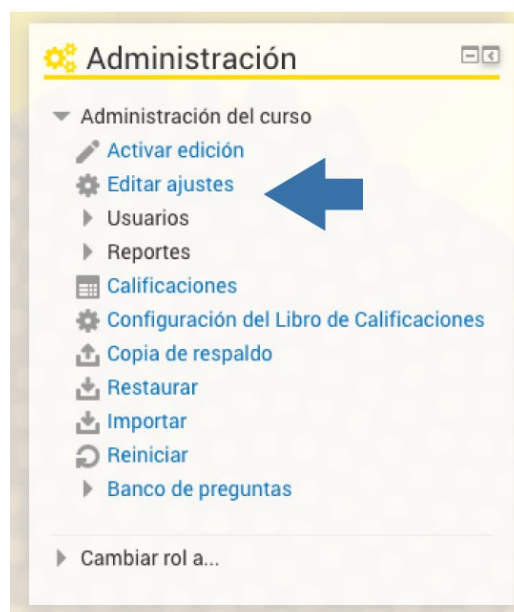 Administración
Administración del curso
Activar edición
Editar ajustes
Usuarios
Reportes
Calificaciones
Configuración del Libro de Calificaciones
Copia de respaldo
Restaurar
Importar
Reiniciar
Banco de preguntas
Cambiar rol a...